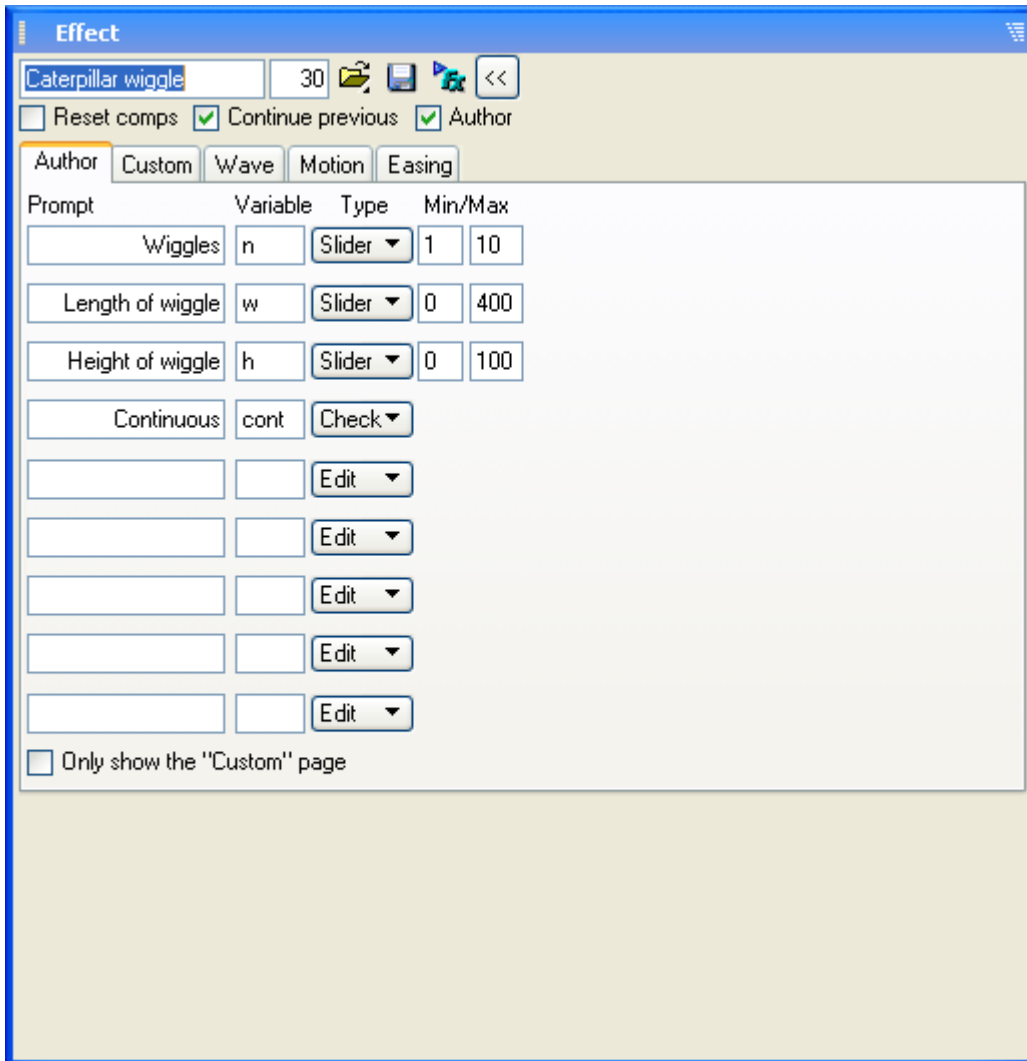 Effect
Caterpillar wiggle 30 Fx <<
Reset comps Continue previous Author
Author Custom Wave Motion Easing
Prompt Variable Type Min/Max
Wiggles n Slider 1 10
Length of wiggle w Slider 0 400
Height of wiggle h Slider 0 100
Continuous cont Check
Edit
Edit
Edit
Edit
Edit
Only show the "Custom" page